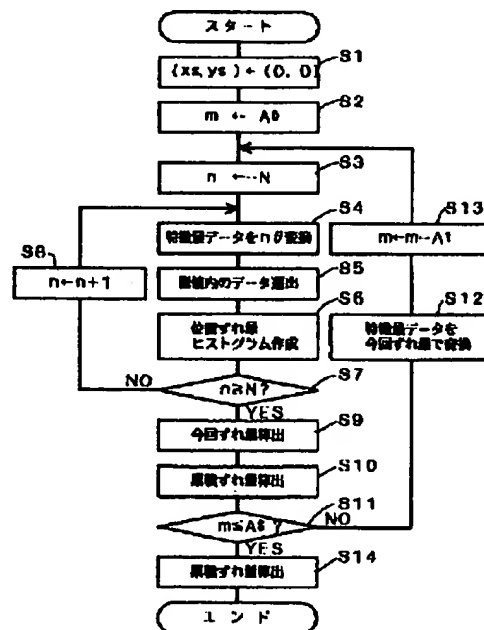 スタート
S1
(xs,ys) ← (0, 0)
S2
m ← A0
S3
n ← -N
S4
特徴量データをnθ変換
S13
m←m-A1
S8
n←n+1
S5
閾値内のデータ選出
S6
位置ずれ量
ヒストグラム作成
S12
特徴量データを
今回ずれ量で変換
S7
n≧N?
NO
YES
S9
今回ずれ量算出
S10
累積ずれ量算出
S11
NO
YES
S14
累積ずれ量算出
エンド